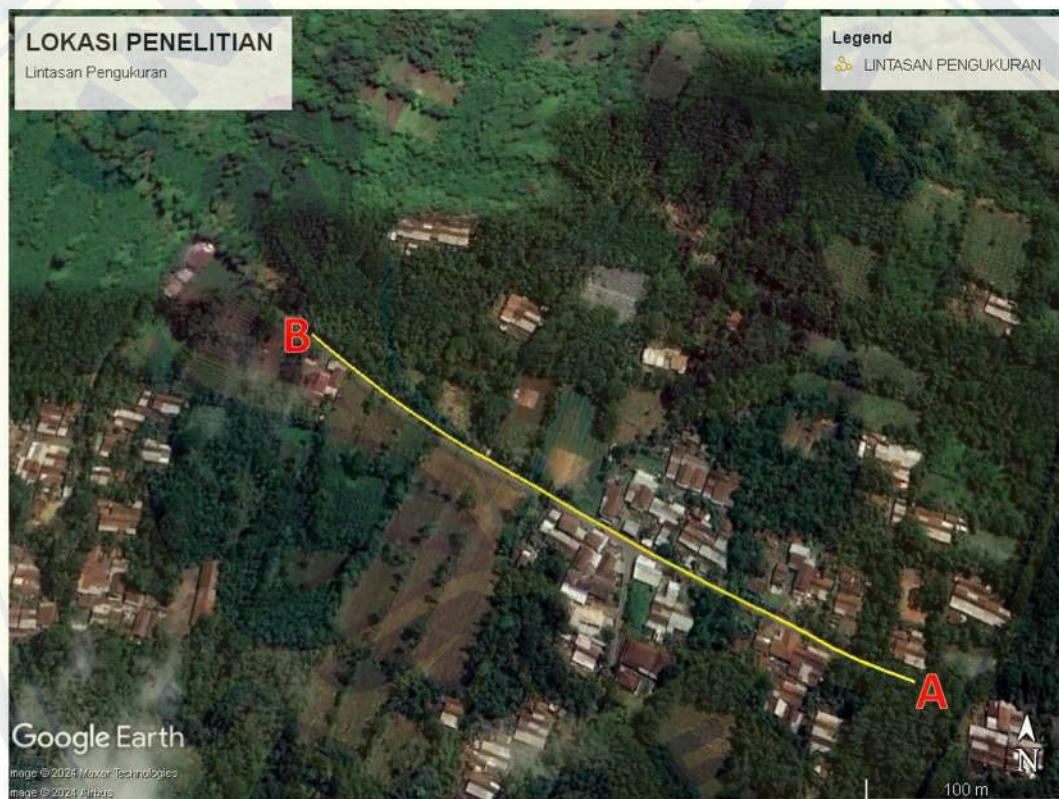 LOKASI PENELITIAN
Lintasan Pengukuran
Legend
LINTASAN PENGUKURAN
B
A
Google Earth
Image © 2024 Maxar Technologies
Image © 2024 Airbus
N
100 m